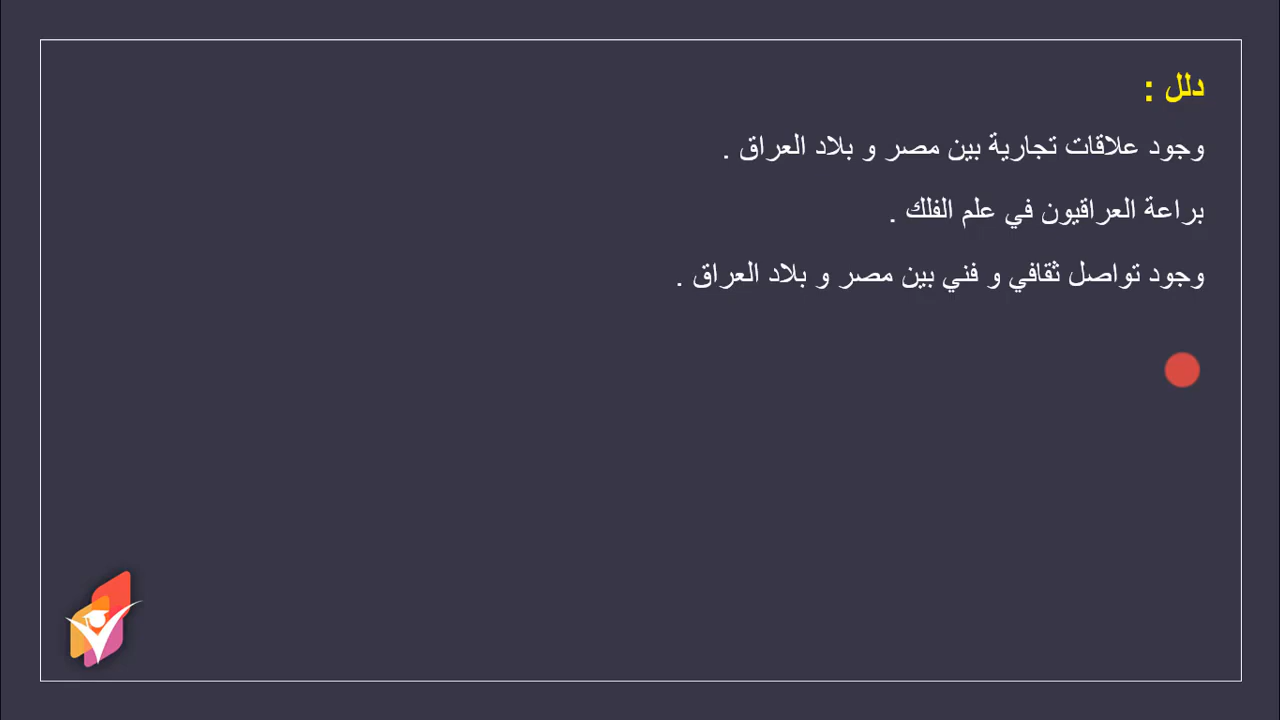 دلل :
وجود علاقات تجارية بين مصر و بلاد العراق .
براعة العراقيون في علم الفلك .
وجود تواصل ثقافي و فني بين مصر و بلاد العراق .